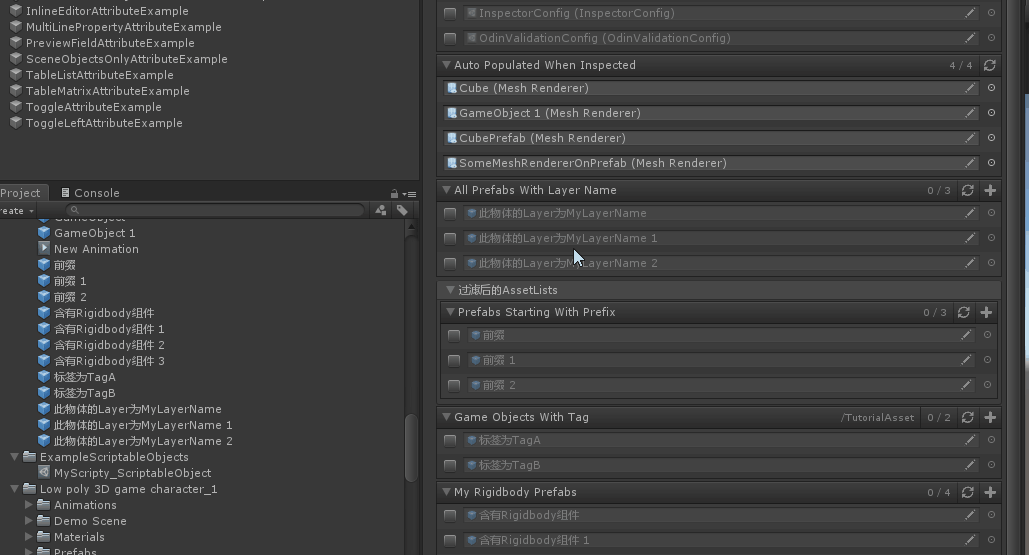 InlineEditorAttributeExample
MultiLinePropertyAttributeExample
PreviewFieldAttributeExample
SceneObjectsOnlyAttributeExample
TableListAttributeExample
TableMatrixAttributeExample
ToggleAttributeExample
ToggleLeftAttributeExample
Project
Console
reate
GameObject
GameObject 1
New Animation
前缀
前缀 1
前缀 2
含有Rigidbody组件
含有Rigidbody组件 1
含有Rigidbody组件 2
含有Rigidbody组件 3
标签为TagA
标签为TagB
此物体的Layer为MyLayerName
此物体的Layer为MyLayerName 1
此物体的Layer为MyLayerName 2
ExampleScriptableObjects
MyScripty_ScriptableObject
Low poly 3D game character_1
Animations
Demo Scene
Materials
Prefabs
InspectorConfig (InspectorConfig)
OdinValidationConfig (OdinValidationConfig)
Auto Populated When Inspected 4 / 4
Cube (Mesh Renderer)
GameObject 1 (Mesh Renderer)
CubePrefab (Mesh Renderer)
SomeMeshRendererOnPrefab (Mesh Renderer)
All Prefabs With Layer Name 0 / 3
此物体的Layer为MyLayerName
此物体的Layer为MyLayerName 1
此物体的Layer为MyLayerName 2
过滤后的AssetLists
Prefabs Starting With Prefix 0 / 3
前缀
前缀 1
前缀 2
Game Objects With Tag /TutorialAsset 0 / 2
标签为TagA
标签为TagB
My Rigidbody Prefabs 0 / 4
含有Rigidbody组件
含有Rigidbody组件 1